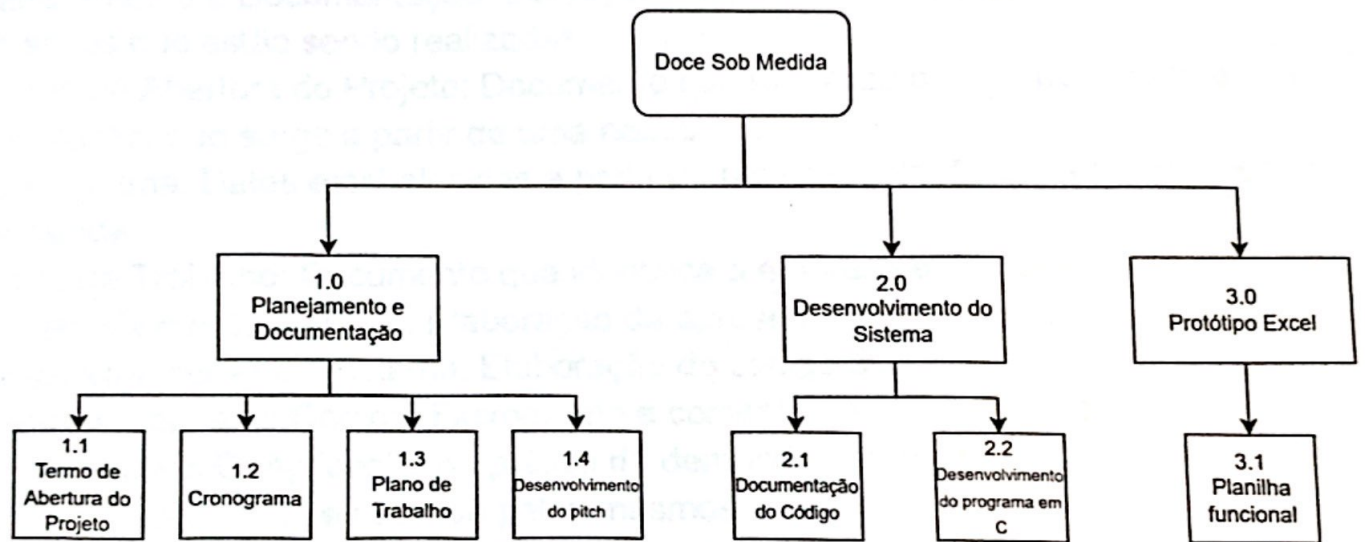 Doce Sob Medida
1.0
Planejamento e
Documentação
2.0
Desenvolvimento do
Sistema
3.0
Protótipo Excel
1.1
Termo de
Abertura do
Projeto
1.2
Cronograma
1.3
Plano de
Trabalho
1.4
Desenvolvimento
do pitch
2.1
Documentação
do Código
2.2
Desenvolvimento
do programa em
C
3.1
Planilha
funcional